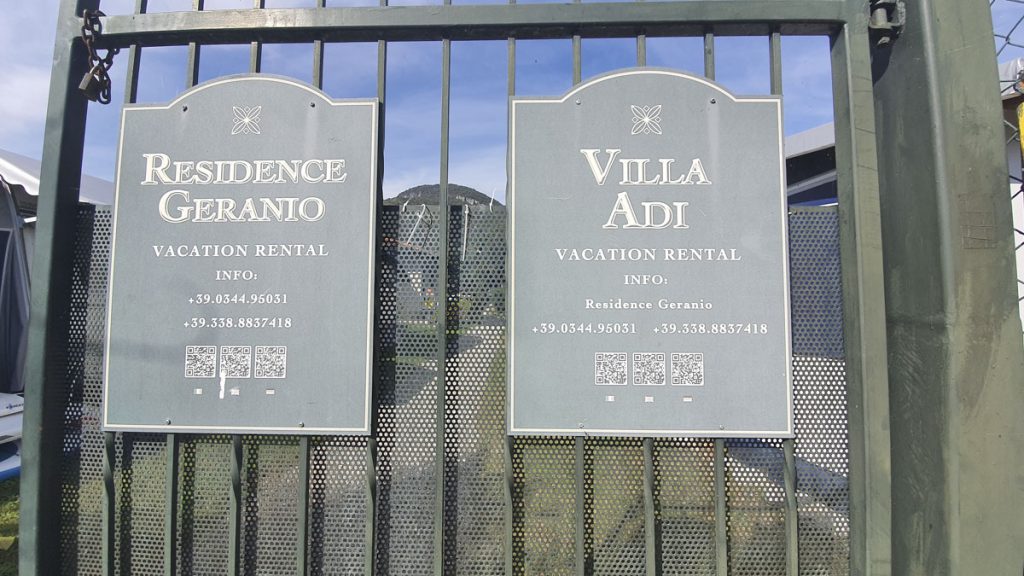 RESIDENCE
GERANIO
VACATION RENTAL
INFO:
+39.0344.95031
+39.338.8837418
VILLA
ADI
VACATION RENTAL
INFO:
Residence Geranio
+39.0344.95031 +39.338.8837418